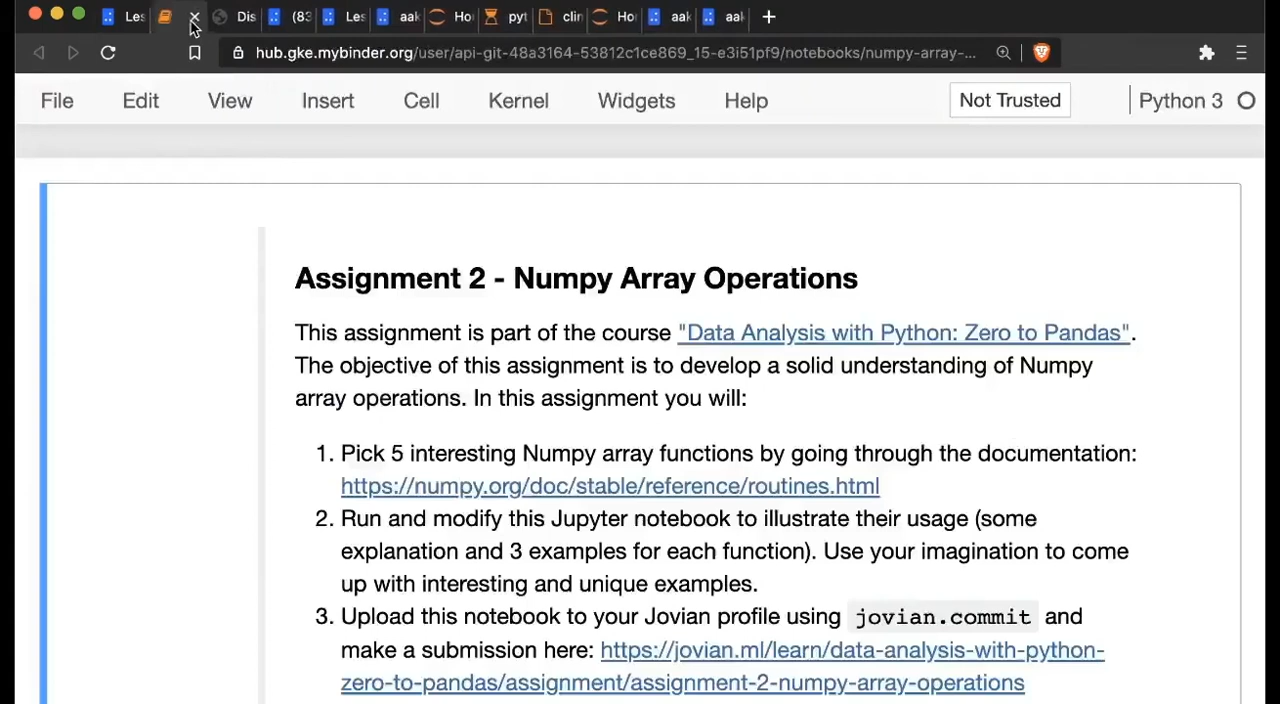 Les
Dis
(83
Les
aak
Ho
pyt
clin
Ho
aak
aak
hub.gke.mybinder.org/user/api-git-48a3164-53812c1ce869_15-e3i51pf9/notebooks/numpy-array-...
File Edit View Insert Cell Kernel Widgets Help Not Trusted Python 3
Assignment 2 - Numpy Array Operations
This assignment is part of the course "Data Analysis with Python: Zero to Pandas".
The objective of this assignment is to develop a solid understanding of Numpy
array operations. In this assignment you will:
1. Pick 5 interesting Numpy array functions by going through the documentation:
https://numpy.org/doc/stable/reference/routines.html
2. Run and modify this Jupyter notebook to illustrate their usage (some
explanation and 3 examples for each function). Use your imagination to come
up with interesting and unique examples.
3. Upload this notebook to your Jovian profile using jovian.commit and
make a submission here: https://jovian.ml/learn/data-analysis-with-python-
zero-to-pandas/assignment/assignment-2-numpy-array-operations